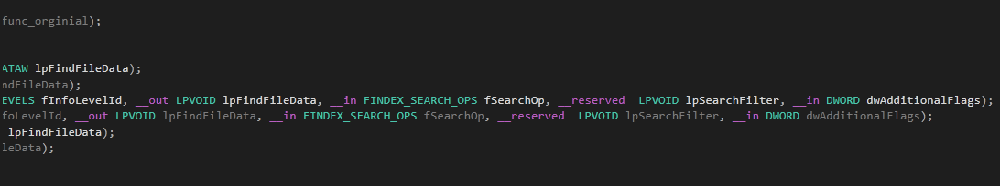 func_orginial);
ATAW lpFindFileData);
ndFileData);
EVELS fInfoLevelId, __out LPVOID lpFindFileData, __in FINDEX_SEARCH_OPS fSearchOp, __reserved  LPVOID lpSearchFilter, __in DWORD dwAdditionalFlags);
foLevelId, __out LPVOID lpFindFileData, __in FINDEX_SEARCH_OPS fSearchOp, __reserved  LPVOID lpSearchFilter, __in DWORD dwAdditionalFlags);
lpFindFileData);
leData);